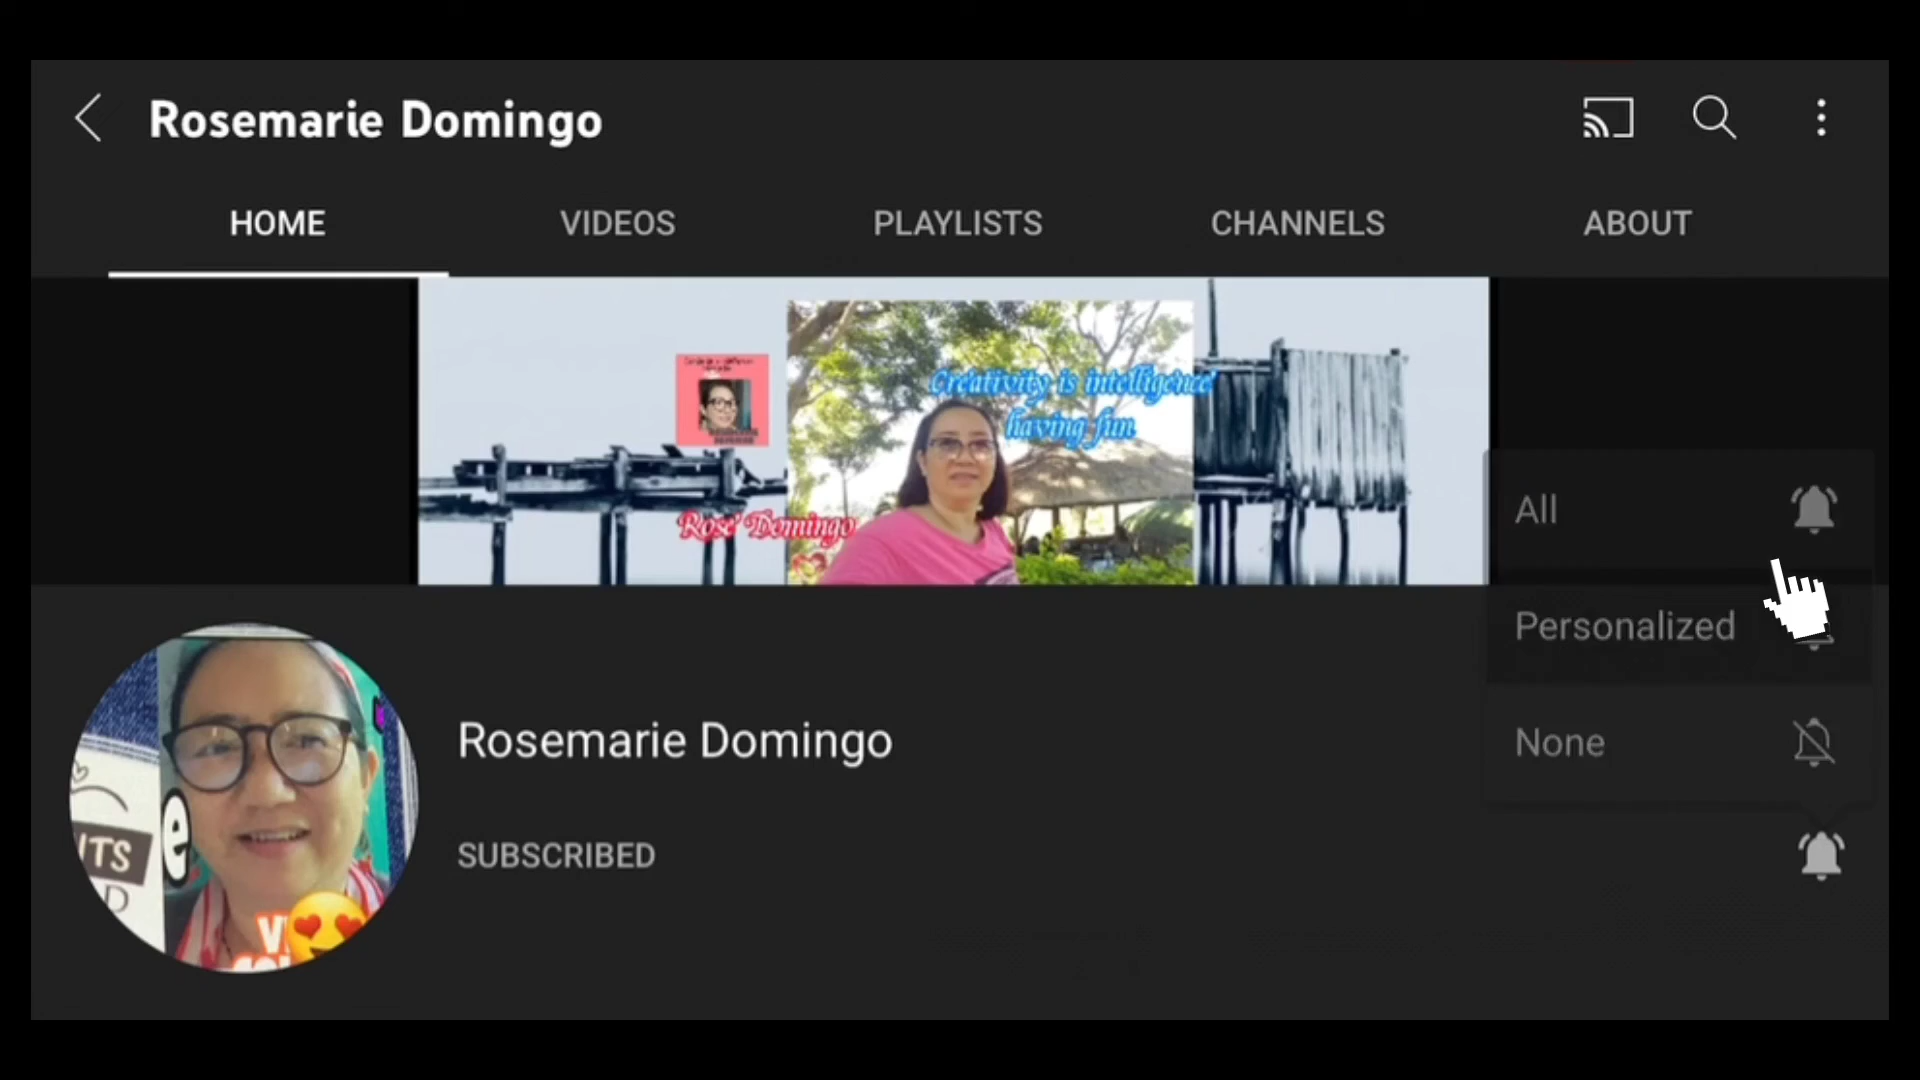 Rosemarie Domingo
HOME VIDEOS PLAYLISTS CHANNELS ABOUT
Creativity is intelligence
having fun
Rose' Domingo
All
Personalized
None
Rosemarie Domingo
SUBSCRIBED
e